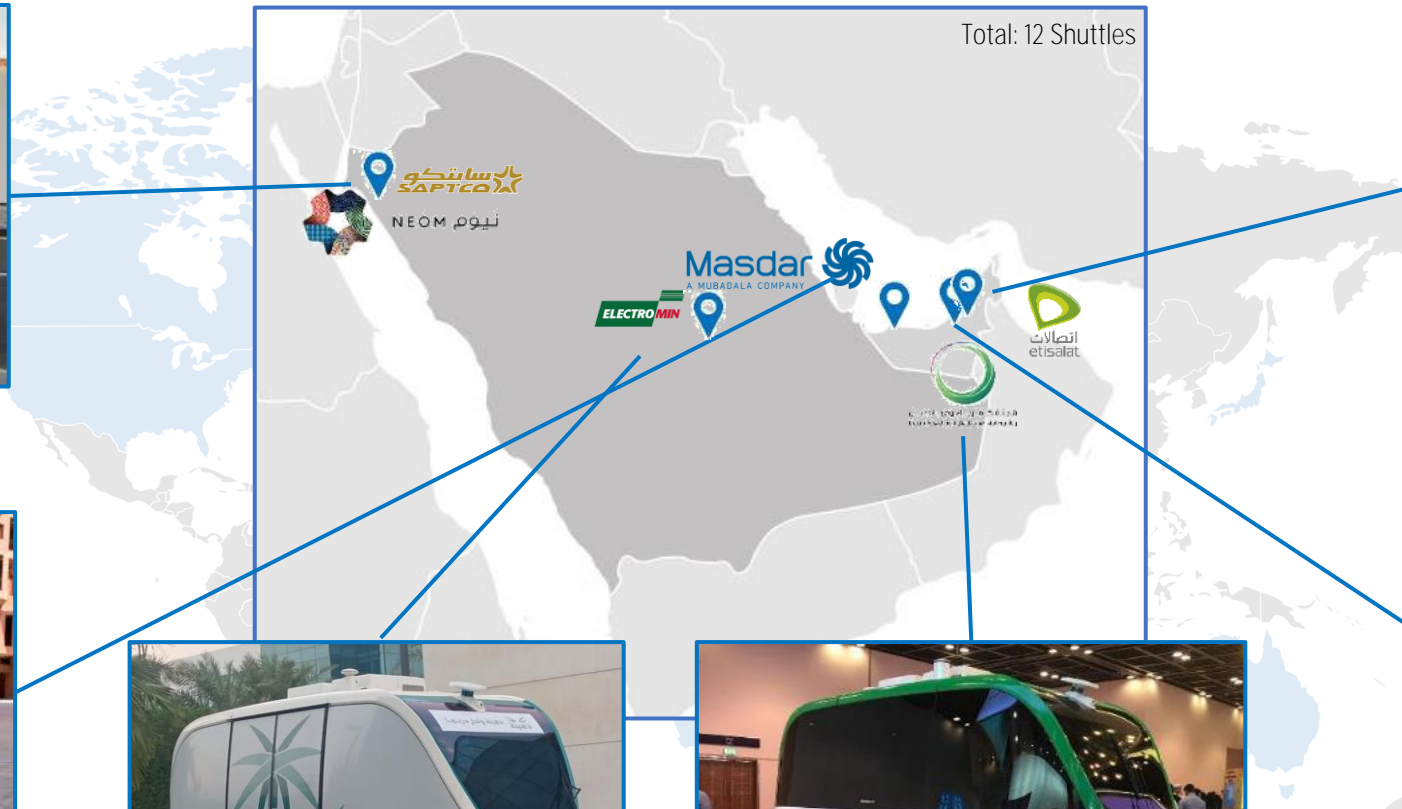 Total: 12 Shuttles
سابتكو
SAPTCO
NEOM نيوم
Masdar
A MUBADALA COMPANY
ELECTROMIN
اتصالات
etisalat